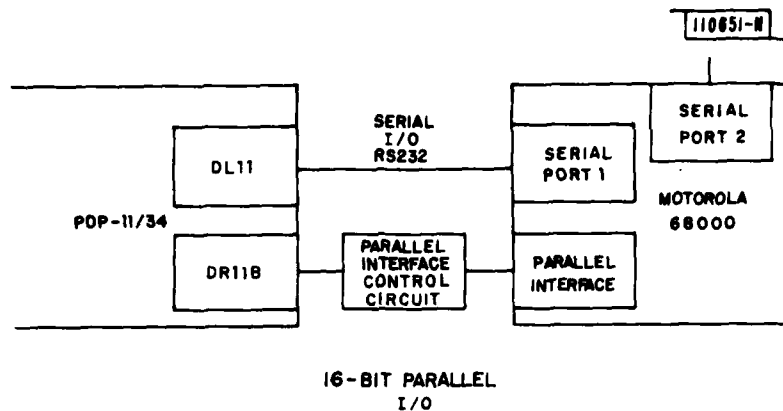 110651-N
SERIAL
PORT 2
SERIAL
I/O
RS232
DL11
SERIAL
PORT 1
PDP-11/34
MOTOROLA
68000
DR11B
PARALLEL
INTERFACE
CONTROL
CIRCUIT
PARALLEL
INTERFACE
16-BIT PARALLEL
I/O